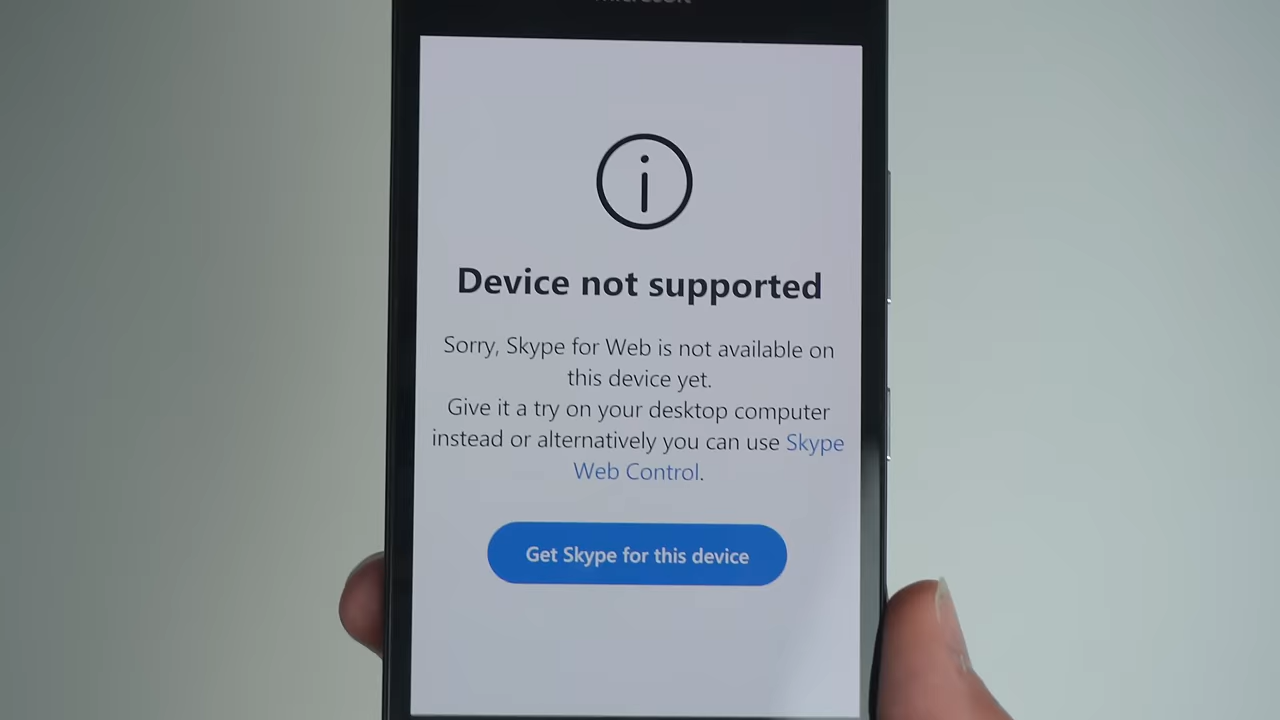 Microsoft
Device not supported
Sorry, Skype for Web is not available on
this device yet.
Give it a try on your desktop computer
instead or alternatively you can use Skype
Web Control.
Get Skype for this device